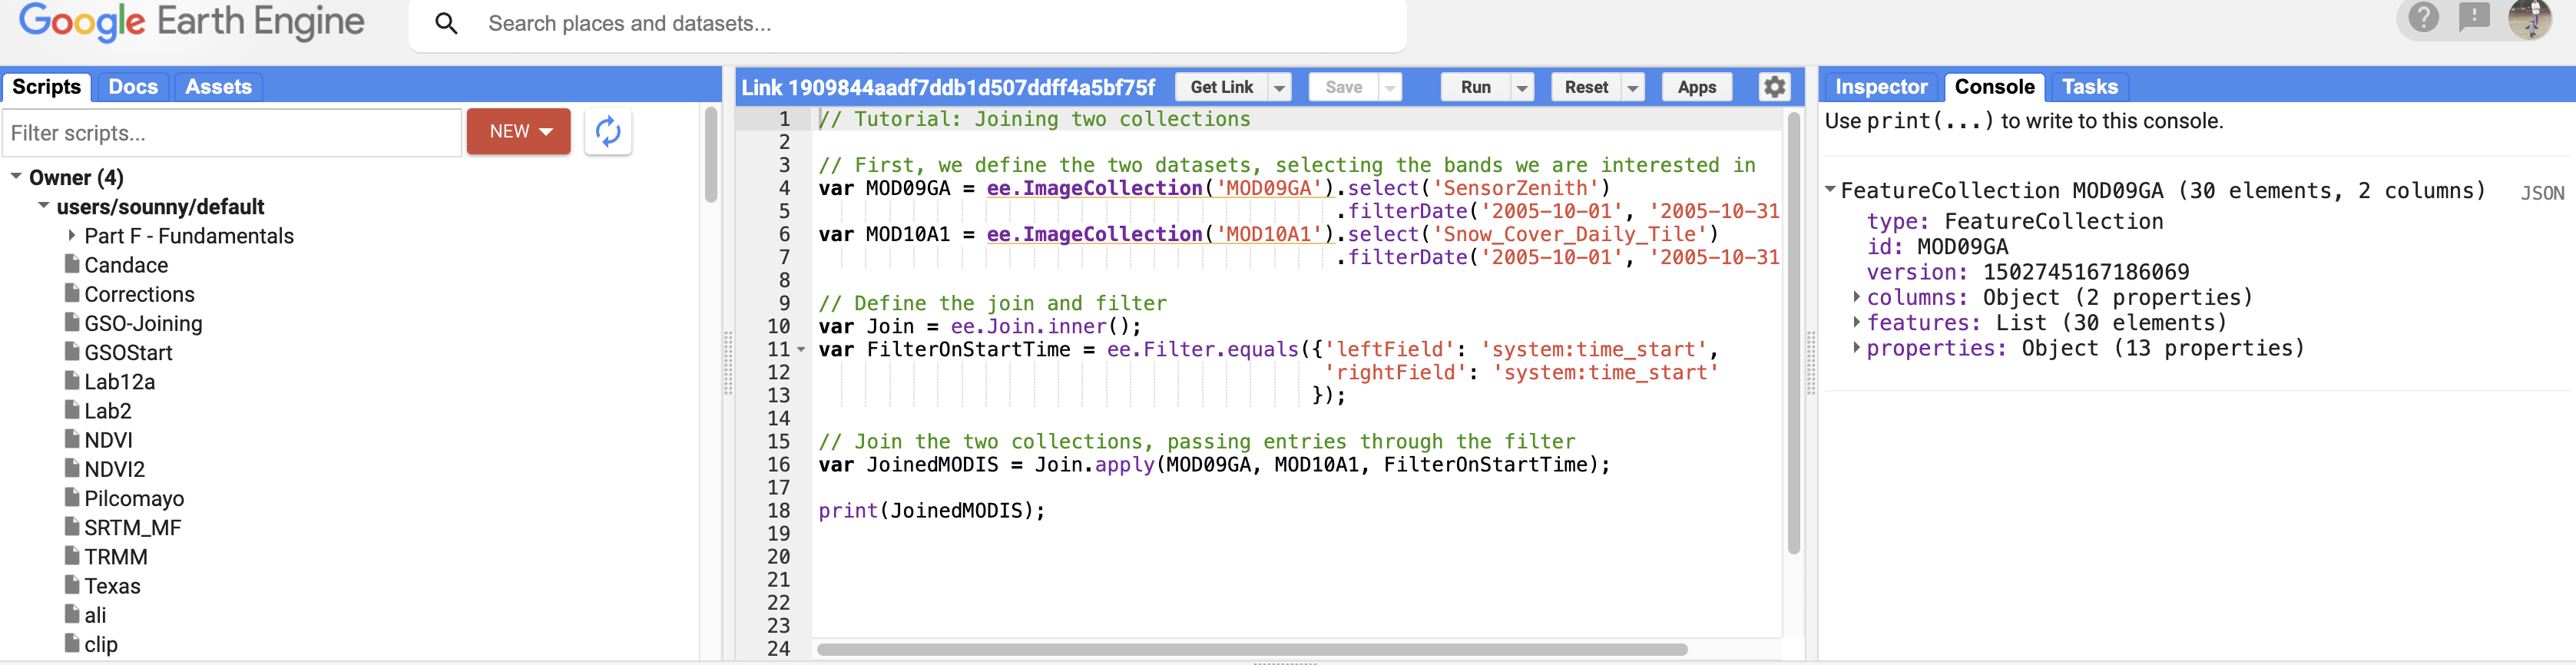 Google Earth Engine
Search places and datasets...
Scripts Docs Assets
Filter scripts... NEW
Owner (4)
users/sounny/default
Part F - Fundamentals
Candace
Corrections
GSO-Joining
GSOStart
Lab12a
Lab2
NDVI
NDVI2
Pilcomayo
SRTM_MF
TRMM
Texas
ali
clip
Link 1909844aadf7ddb1d507ddff4a5bf75f Get Link Save Run Reset Apps
1 // Tutorial: Joining two collections
2
3 // First, we define the two datasets, selecting the bands we are interested in
4 var MOD09GA = ee.ImageCollection('MOD09GA').select('SensorZenith')
5 .filterDate('2005-10-01', '2005-10-31
6 var MOD10A1 = ee.ImageCollection('MOD10A1').select('Snow_Cover_Daily_Tile')
7 .filterDate('2005-10-01', '2005-10-31
8
9 // Define the join and filter
10 var Join = ee.Join.inner();
11 var FilterOnStartTime = ee.Filter.equals({'leftField': 'system:time_start',
12 'rightField': 'system:time_start'
13 });
14
15 // Join the two collections, passing entries through the filter
16 var JoinedMODIS = Join.apply(MOD09GA, MOD10A1, FilterOnStartTime);
17
18 print(JoinedMODIS);
19
20
21
22
23
24
Inspector Console Tasks
Use print(...) to write to this console.
FeatureCollection MOD09GA (30 elements, 2 columns) JSON
type: FeatureCollection
id: MOD09GA
version: 1502745167186069
columns: Object (2 properties)
features: List (30 elements)
properties: Object (13 properties)